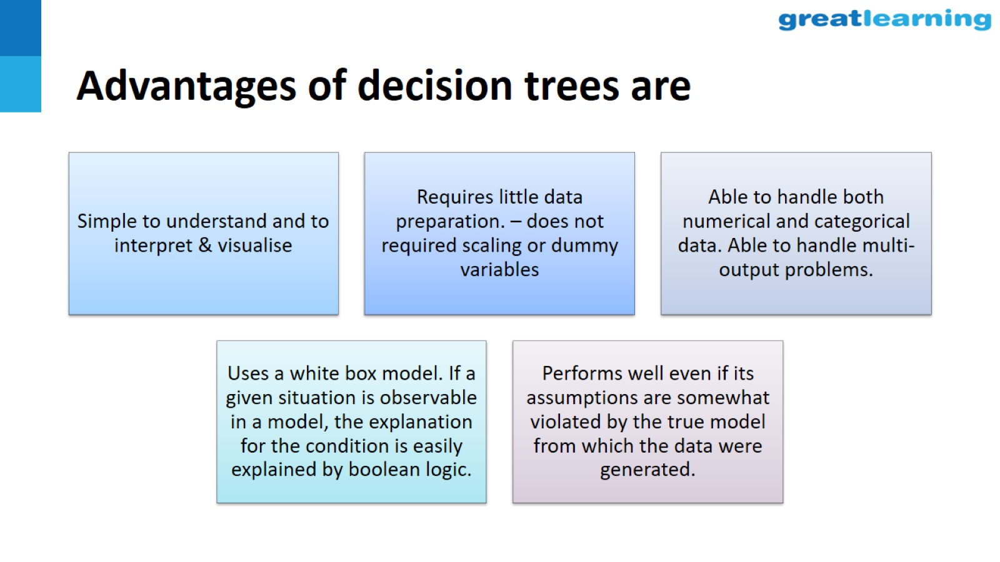 greatlearning
Advantages of decision trees are
Simple to understand and to
interpret & visualise
Requires little data
preparation. – does not
required scaling or dummy
variables
Able to handle both
numerical and categorical
data. Able to handle multi-
output problems.
Uses a white box model. If a
given situation is observable
in a model, the explanation
for the condition is easily
explained by boolean logic.
Performs well even if its
assumptions are somewhat
violated by the true model
from which the data were
generated.